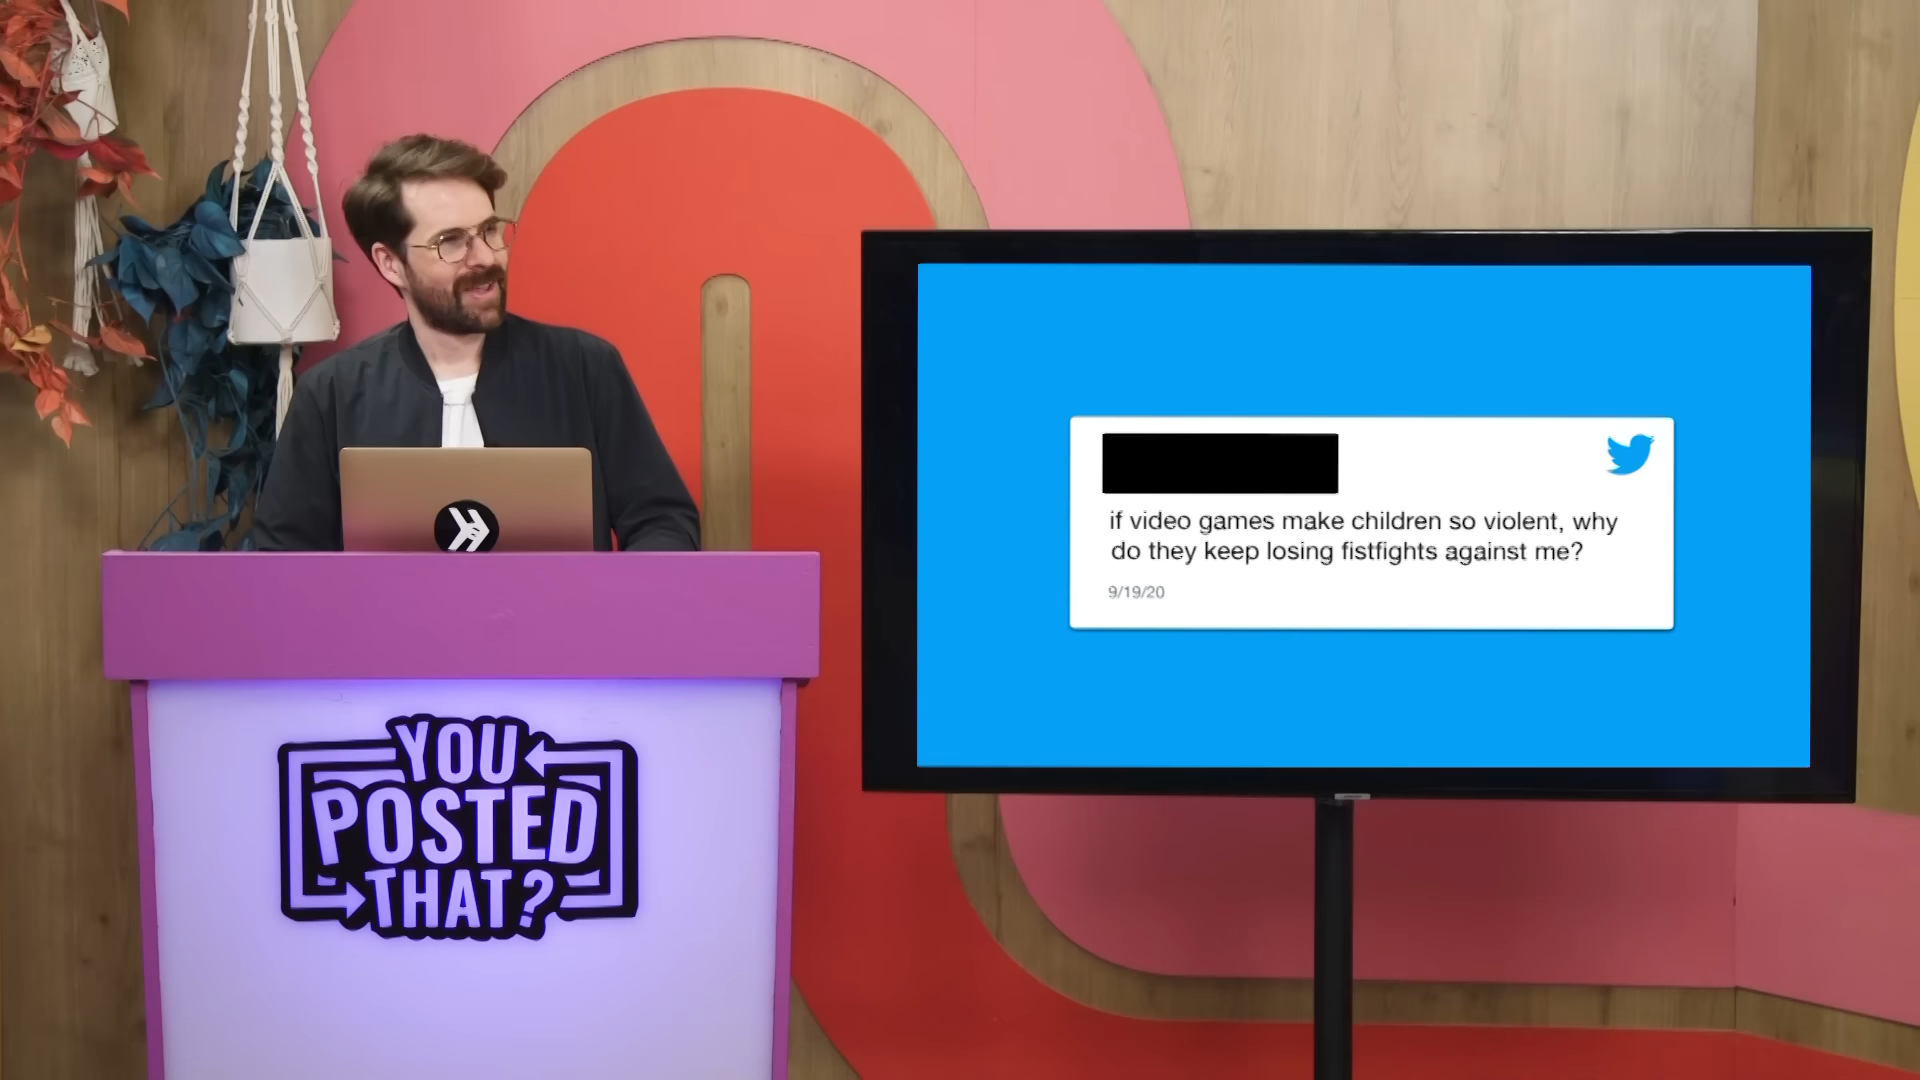 if video games make children so violent, why
do they keep losing fistfights against me?
9/19/20
YOU
POSTED
THAT?